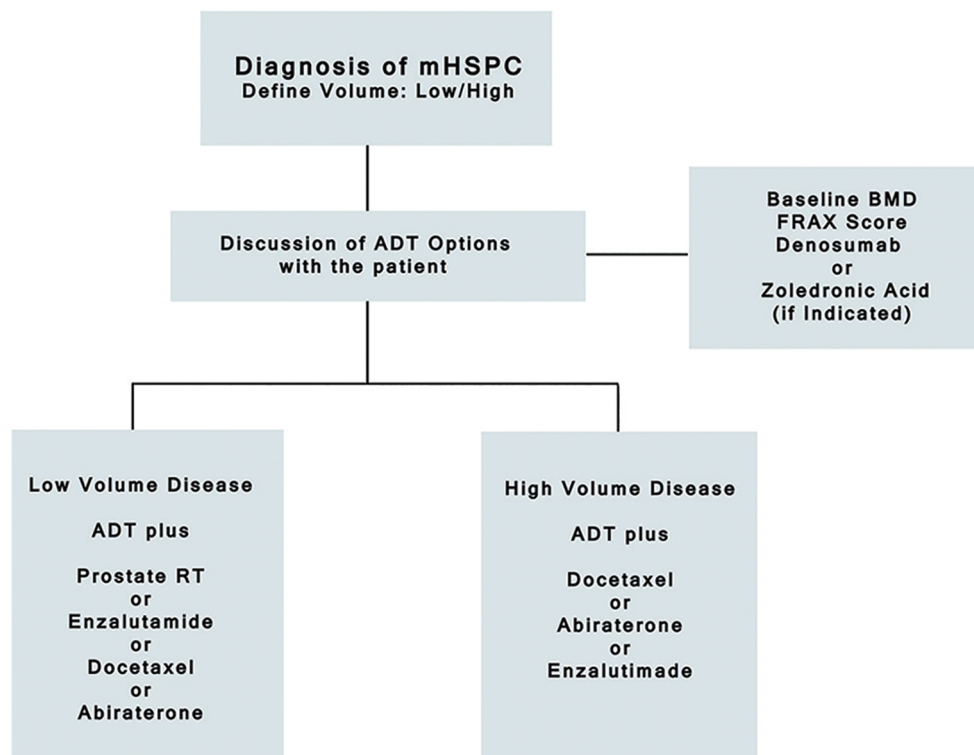 Diagnosis of mHSPC
Define Volume: Low/High
Discussion of ADT Options
with the patient
Baseline BMD
FRAX Score
Denosumab
or
Zoledronic Acid
(if Indicated)
Low Volume Disease
ADT plus
Prostate RT
or
Enzalutamide
or
Docetaxel
or
Abiraterone
High Volume Disease
ADT plus
Docetaxel
or
Abiraterone
or
Enzalutimade